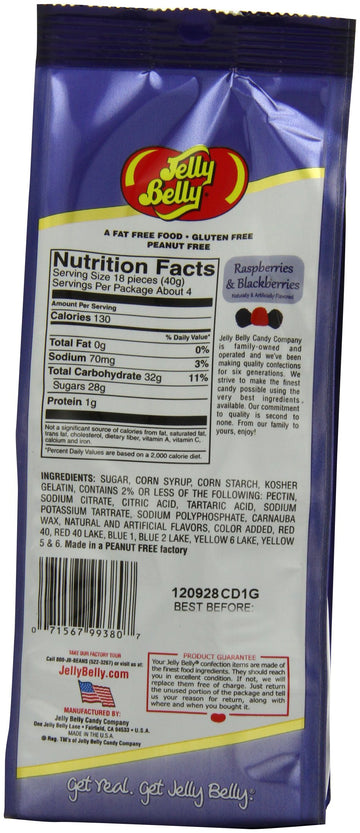 Jelly
Belly
®
A FAT FREE FOOD • GLUTEN FREE
PEANUT FREE
Nutrition Facts
Serving Size 18 pieces (40g)
Servings Per Package About 4
Amount Per Serving
Calories 130
% Daily Value*
Total Fat 0g 0%
Sodium 70mg 3%
Total Carbohydrate 32g 11%
Sugars 28g
Protein 1g
Not a significant source of calories from fat, saturated fat,
trans fat, cholesterol, dietary fiber, vitamin A, vitamin C,
calcium and iron.
*Percent Daily Values are based on a 2,000 calorie diet.
Raspberries
& Blackberries
Naturally & Artificially Flavored
Jelly Belly Candy Company
is family-owned and
operated and we've been
making quality confections
for six generations. We
strive to make the finest
candy possible using the
very best ingredients
available. Our commitment
to quality is second to
none. From our family to
yours, enjoy!
INGREDIENTS: SUGAR, CORN SYRUP, CORN STARCH, KOSHER
GELATIN, CONTAINS 2% OR LESS OF THE FOLLOWING: PECTIN,
SODIUM CITRATE, CITRIC ACID, TARTARIC ACID, SODIUM
POTASSIUM TARTRATE, SODIUM POLYPHOSPHATE, CARNAUBA
WAX, NATURAL AND ARTIFICIAL FLAVORS, COLOR ADDED, RED
40, RED 40 LAKE, BLUE 1, BLUE 2 LAKE, YELLOW 6 LAKE, YELLOW
5 & 6. Made in a PEANUT FREE factory
0 71567 99380 7
120928CD1G
BEST BEFORE:
TAKE OUR FACTORY TOUR
Call 800-JB-BEANS (522-3267) or visit us at:
JellyBelly.com
MANUFACTURED BY:
Jelly Belly Candy Company
One Jelly Belly Lane • Fairfield, CA 94533 • U.S.A.
MADE IN THE U.S.A.
® Reg. TM's of Jelly Belly Candy Company
PRODUCT GUARANTEE
Your Jelly Belly® confection items are made of
the finest food ingredients. They should reach
you in excellent condition. If not, we will
replace them free of charge. Just return
the unused portion of the package and tell
us your reason for return, along with
where and when you bought it.
get real. get Jelly Belly.®